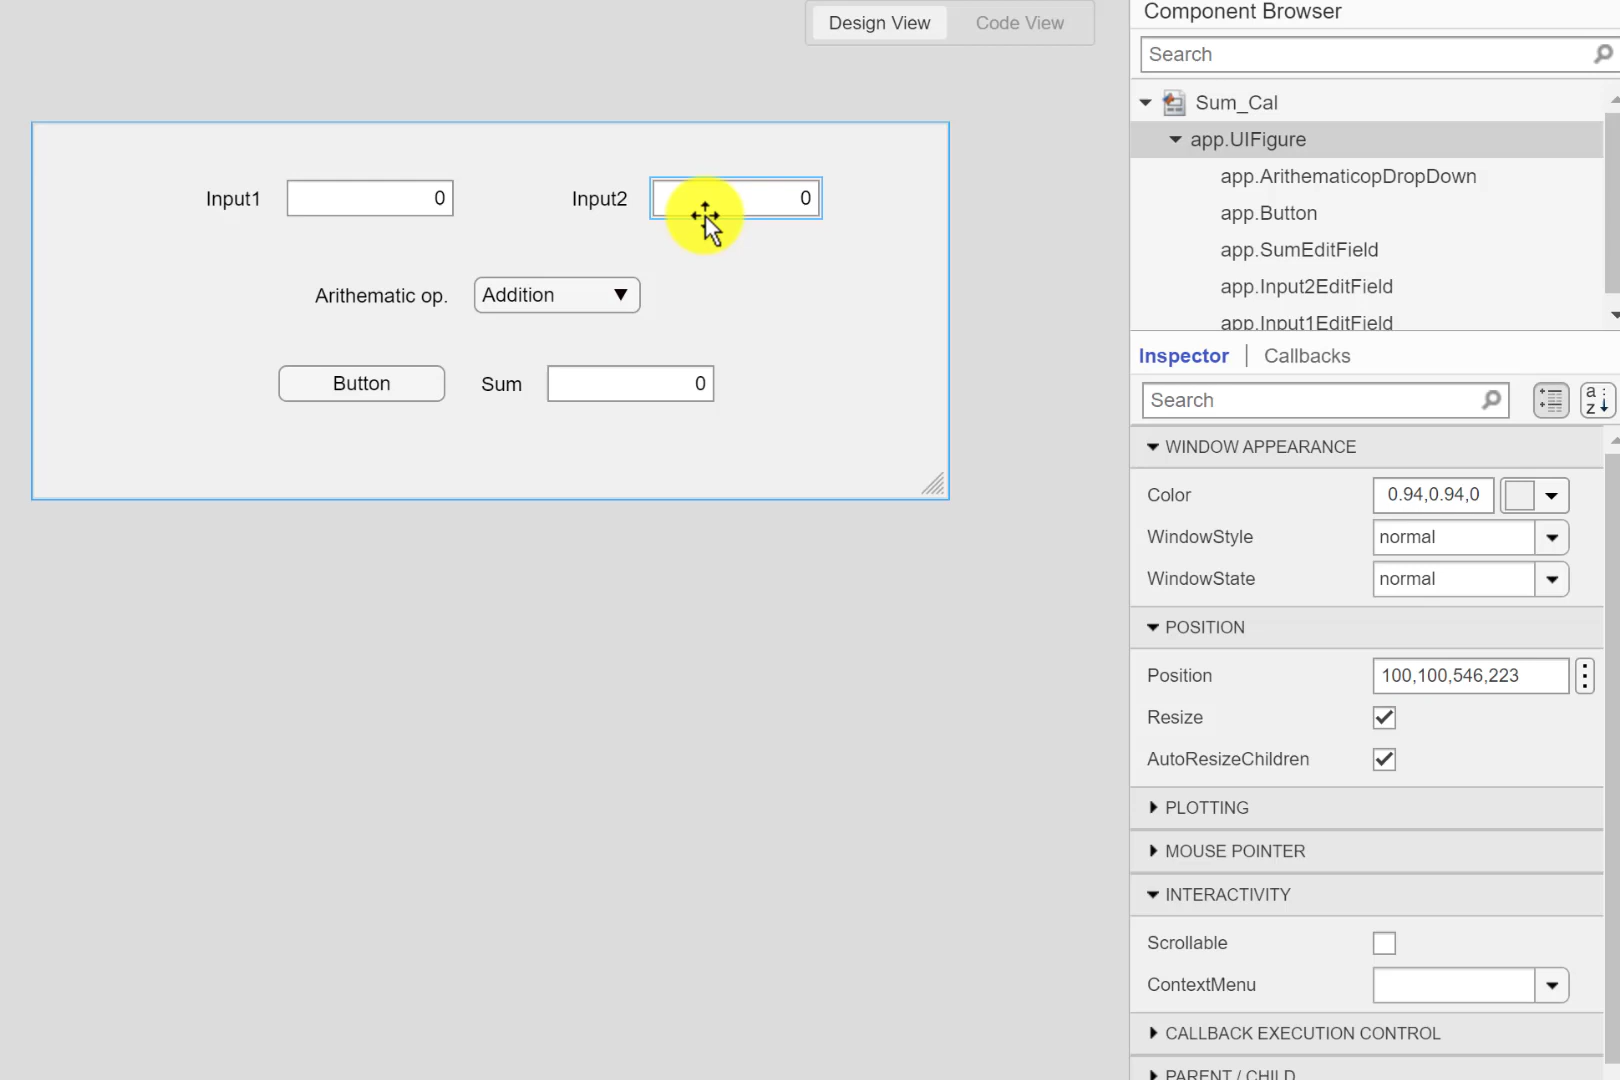 Design View
Code View
Component Browser
Search
Sum_Cal
app.UIFigure
app.ArithematicopDropDown
app.Button
app.SumEditField
app.Input2EditField
app.Input1EditField
Input1
0
Input2
0
Arithematic op.
Addition
Button
Sum
0
Inspector
Callbacks
Search
a
z
WINDOW APPEARANCE
Color
0.94,0.94,0
WindowStyle
normal
WindowState
normal
POSITION
Position
100,100,546,223
Resize
AutoResizeChildren
PLOTTING
MOUSE POINTER
INTERACTIVITY
Scrollable
ContextMenu
CALLBACK EXECUTION CONTROL
PARENT / CHILD